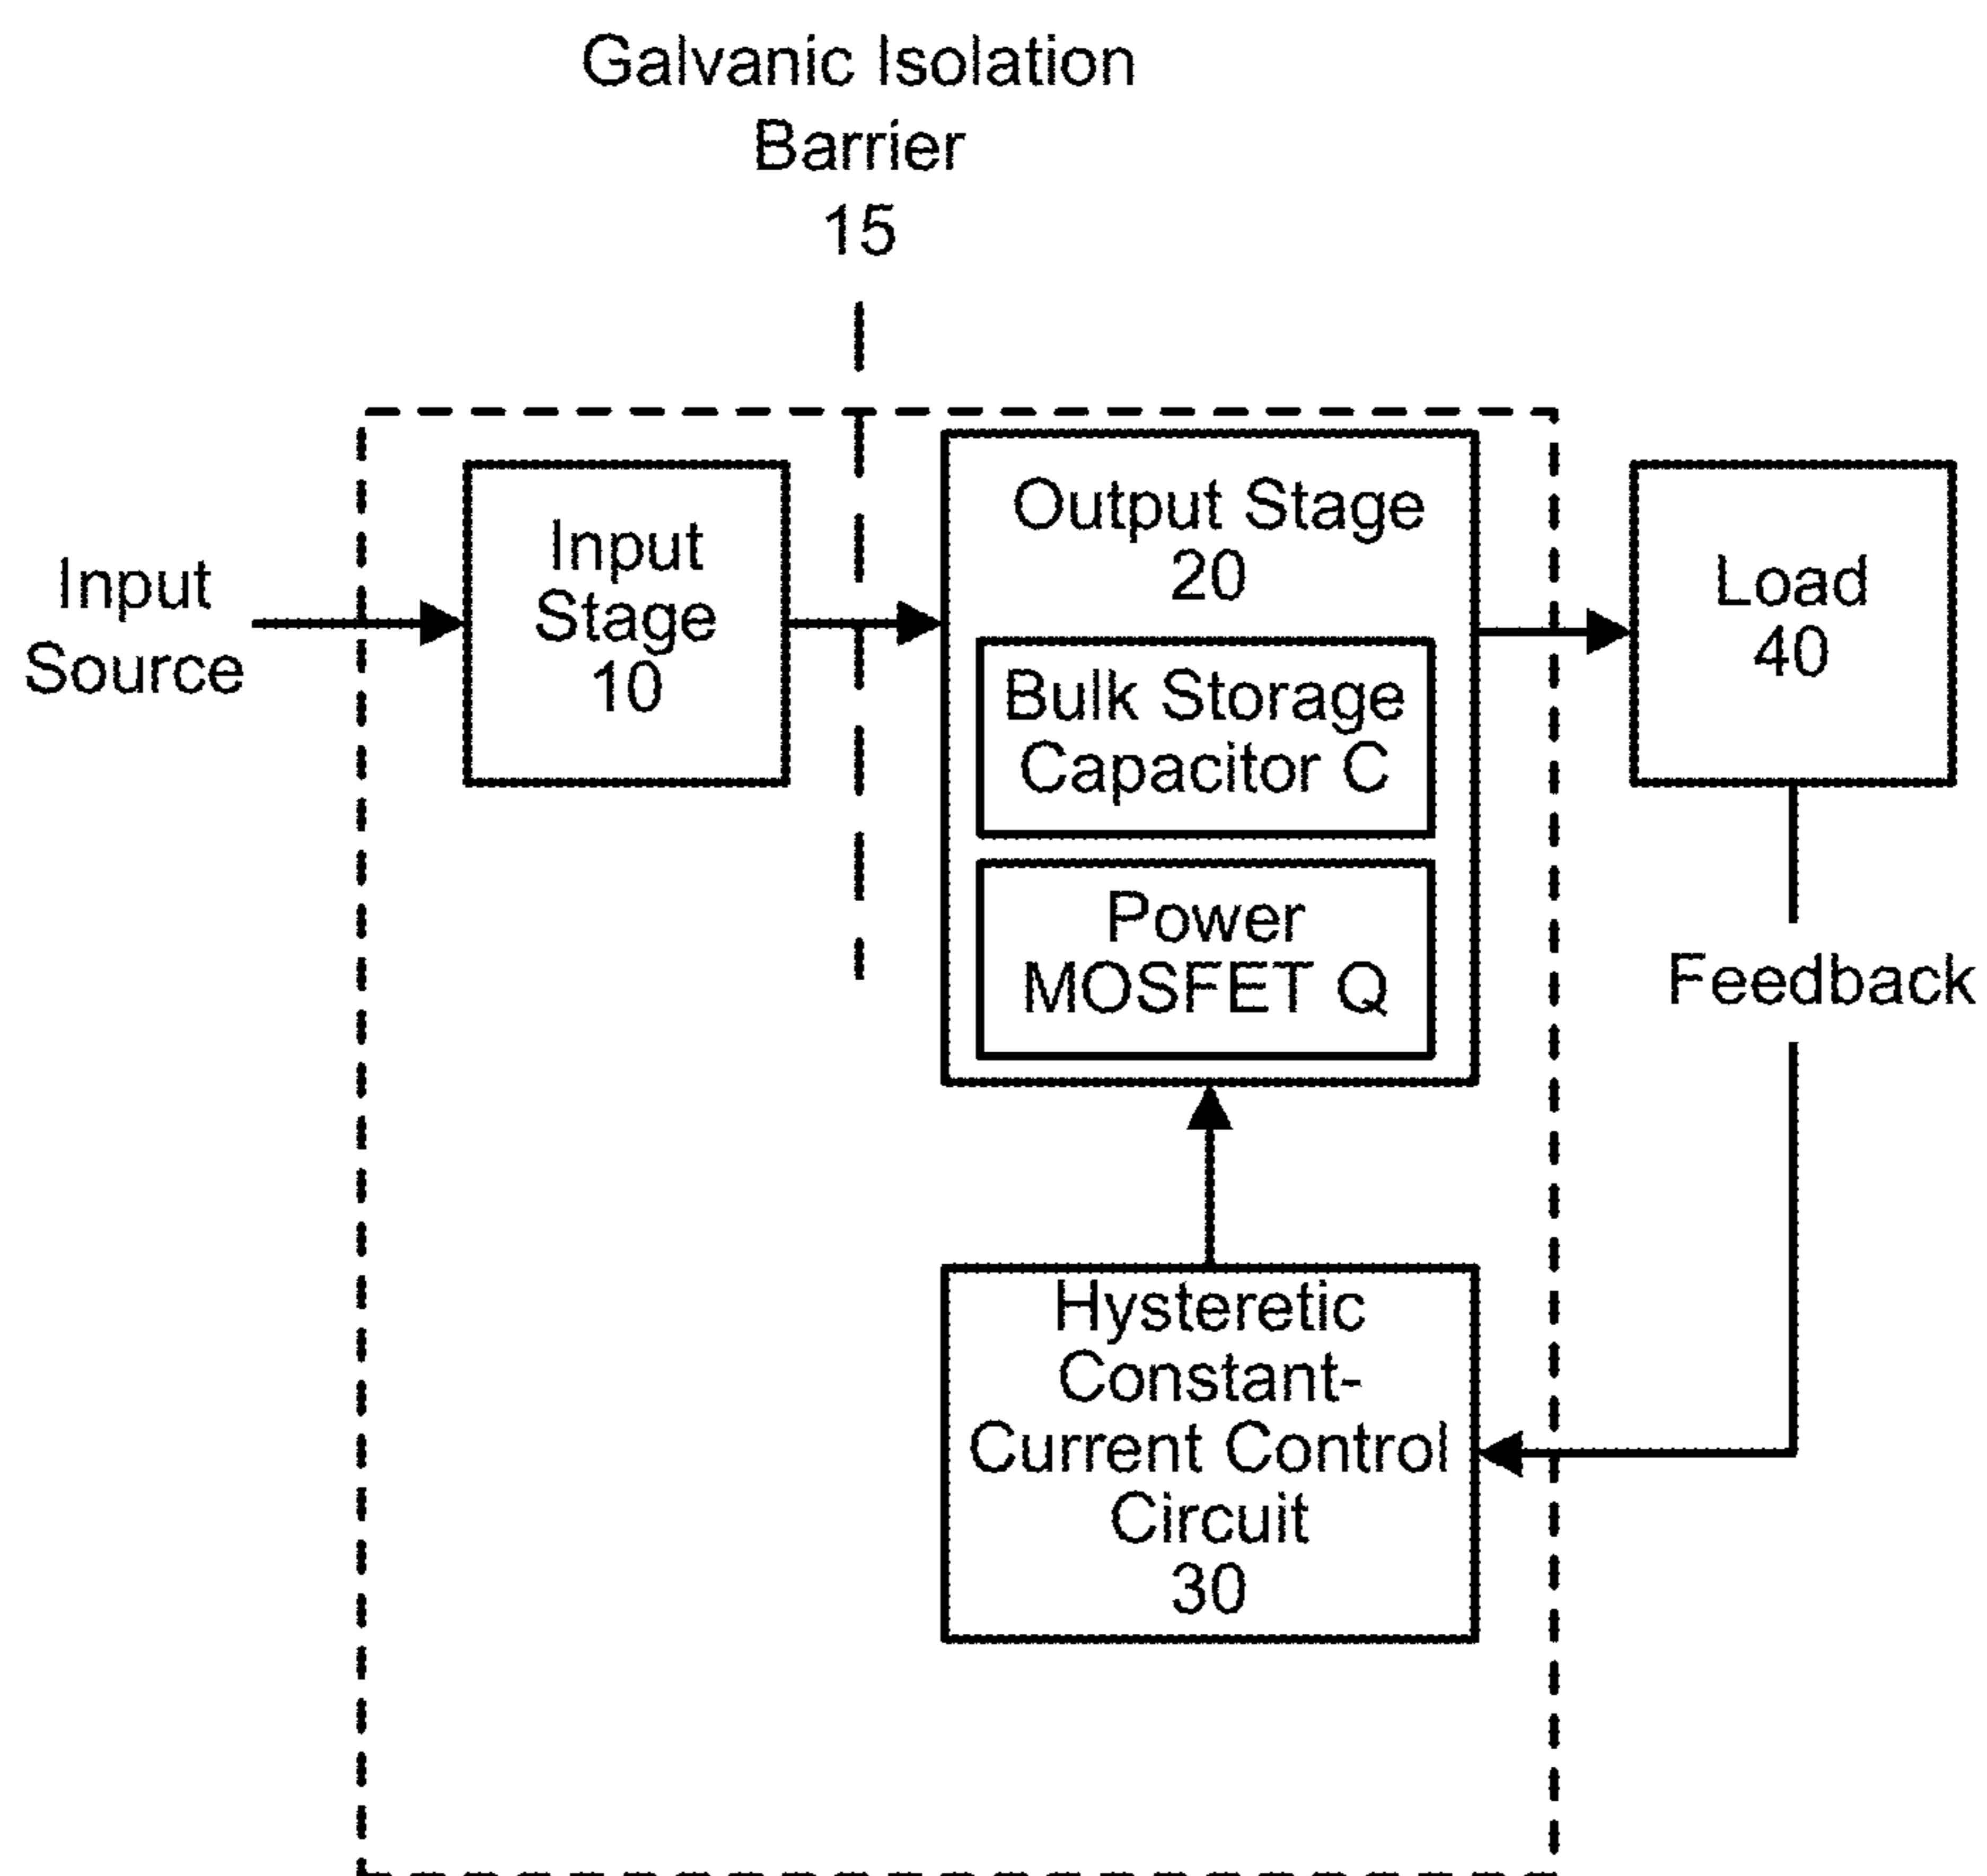 Galvanic Isolation
Barrier
15
Input
Source
Input
Stage
10
Output Stage
20
Bulk Storage
Capacitor C
Power
MOSFET Q
Load
40
Feedback
Hysteretic
Constant-
Current Control
Circuit
30